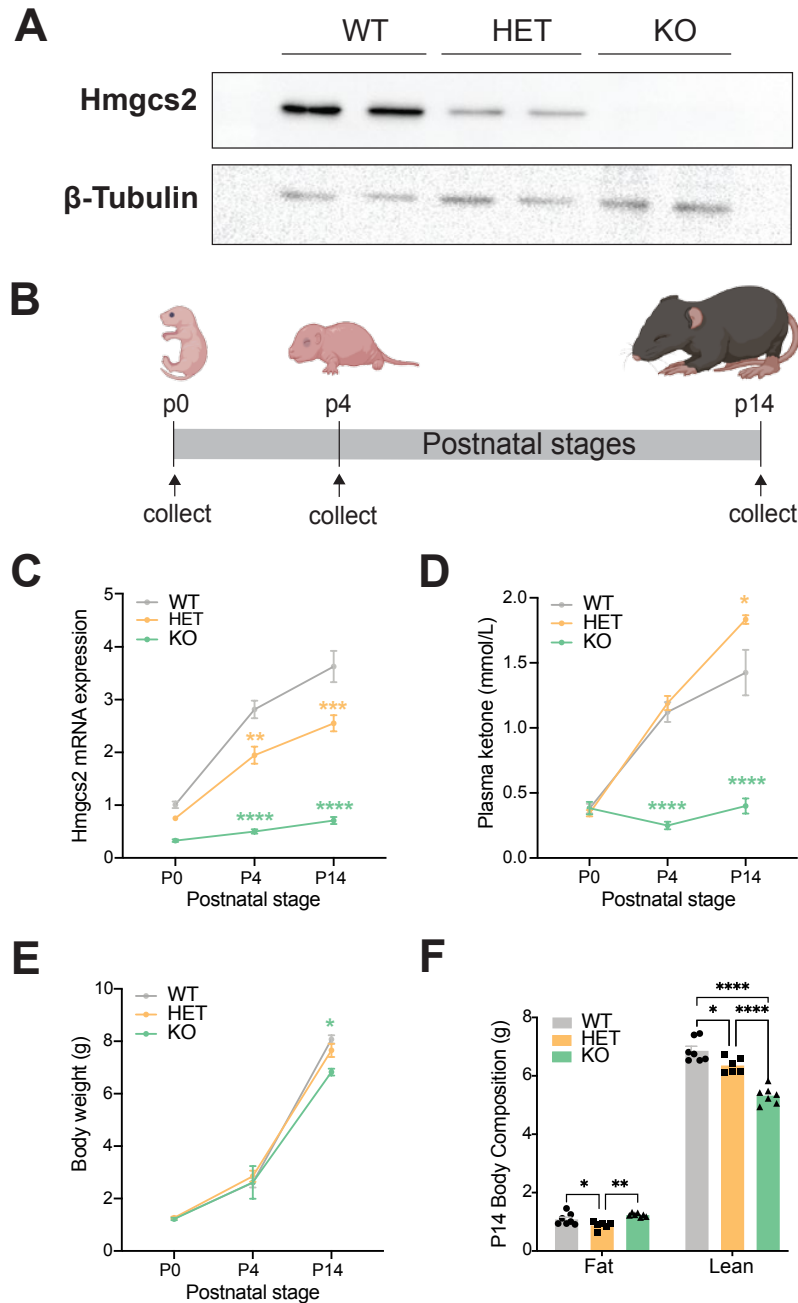 A
WT HET KO
Hmgcs2
β-Tubulin
B
p0 p4 p14
Postnatal stages
collect collect collect
C
Hmgcs2 mRNA expression
5
4
3
2
1
0
WT
HET
KO
**
***
****
****
P0 P4 P14
Postnatal stage
D
Plasma ketone (mmol/L)
2.0
1.5
1.0
0.5
0.0
WT
HET
KO
*
****
****
P0 P4 P14
Postnatal stage
E
Body weight (g)
10
8
6
4
2
0
WT
HET
KO
*
P0 P4 P14
Postnatal stage
F
P14 Body Composition (g)
8
6
4
2
0
WT
HET
KO
* **
****
* ****
Fat Lean